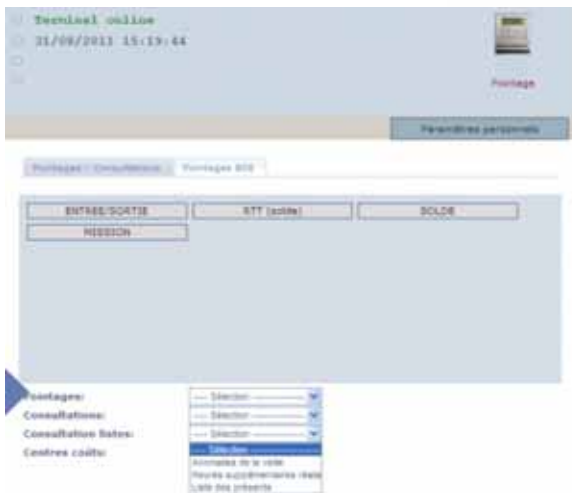 Terminal online
31/08/2011 15:19:44
Pointage
Paramètres personnels
Pointages / Consultations
Pointages BDE
ENTREE/SORTIE
RTT (solde)
SOLDE
MISSION
Pointages:
---- Sélection ----------
Consultations:
---- Sélection ----------
Consultation listes:
---- Sélection ----------
Centres coûts:
---- Sélection ----------
Anomalies de la veille
Heures supplémentaires
Liste des présents